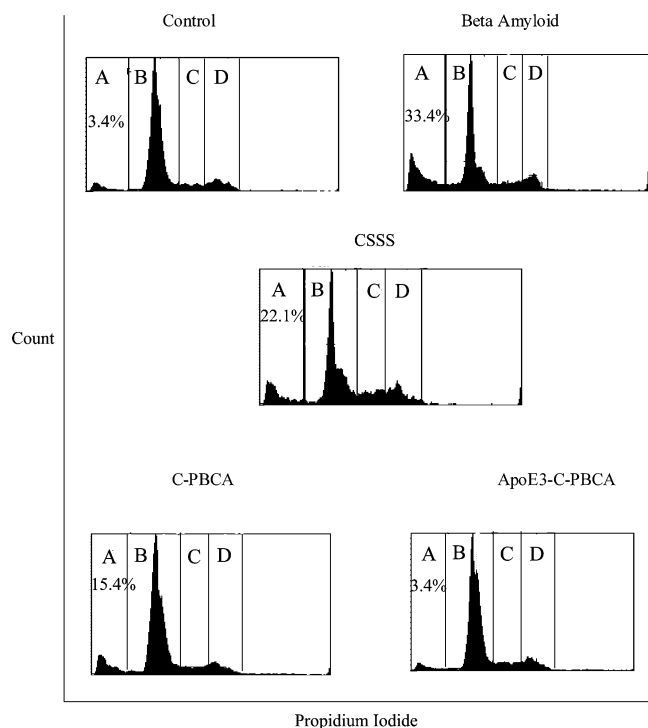 Control
Beta Amyloid
A B C D
3.4%
A B C D
33.4%
CSSS
A B C D
22.1%
Count
C-PBCA
ApoE3-C-PBCA
A B C D
15.4%
A B C D
3.4%
Propidium Iodide